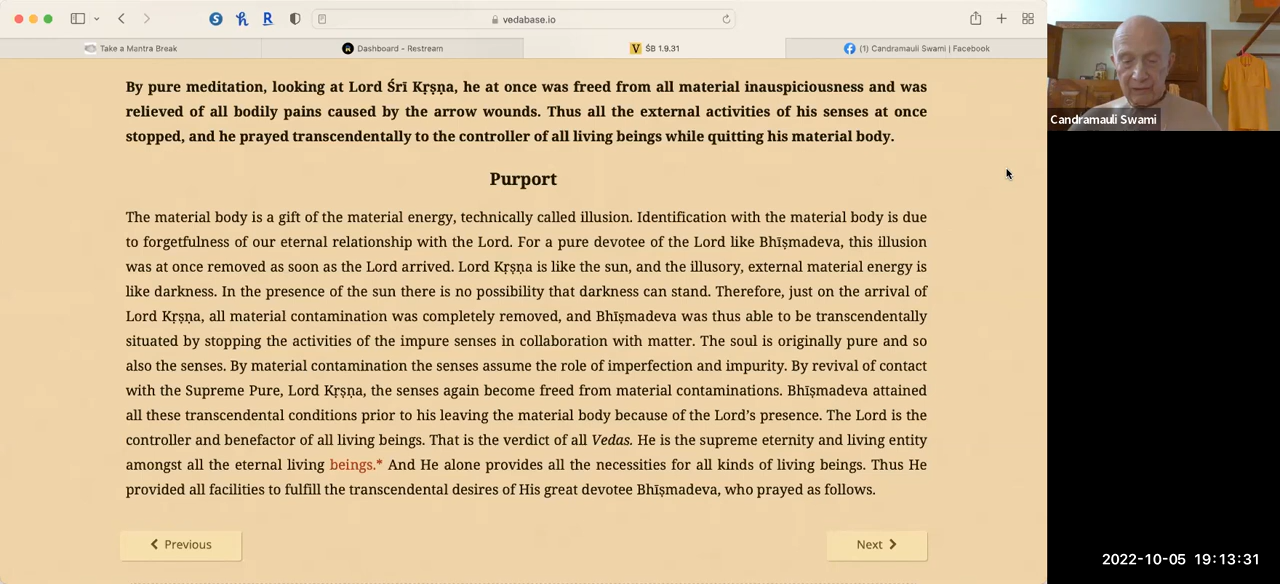 vedabase.io
Take a Mantra Break
Dashboard - Restream
ŚB 1.9.31
(1) Candramauli Swami | Facebook
By pure meditation, looking at Lord Śrī Kṛṣṇa, he at once was freed from all material inauspiciousness and was
relieved of all bodily pains caused by the arrow wounds. Thus all the external activities of his senses at once
stopped, and he prayed transcendentally to the controller of all living beings while quitting his material body.
Purport
The material body is a gift of the material energy, technically called illusion. Identification with the material body is due
to forgetfulness of our eternal relationship with the Lord. For a pure devotee of the Lord like Bhīṣmadeva, this illusion
was at once removed as soon as the Lord arrived. Lord Kṛṣṇa is like the sun, and the illusory, external material energy is
like darkness. In the presence of the sun there is no possibility that darkness can stand. Therefore, just on the arrival of
Lord Kṛṣṇa, all material contamination was completely removed, and Bhīṣmadeva was thus able to be transcendentally
situated by stopping the activities of the impure senses in collaboration with matter. The soul is originally pure and so
also the senses. By material contamination the senses assume the role of imperfection and impurity. By revival of contact
with the Supreme Pure, Lord Kṛṣṇa, the senses again become freed from material contaminations. Bhīṣmadeva attained
all these transcendental conditions prior to his leaving the material body because of the Lord’s presence. The Lord is the
controller and benefactor of all living beings. That is the verdict of all Vedas. He is the supreme eternity and living entity
amongst all the eternal living beings.* And He alone provides all the necessities for all kinds of living beings. Thus He
provided all facilities to fulfill the transcendental desires of His great devotee Bhīṣmadeva, who prayed as follows.
Previous
Next
Candramauli Swami
2022-10-05 19:13:31